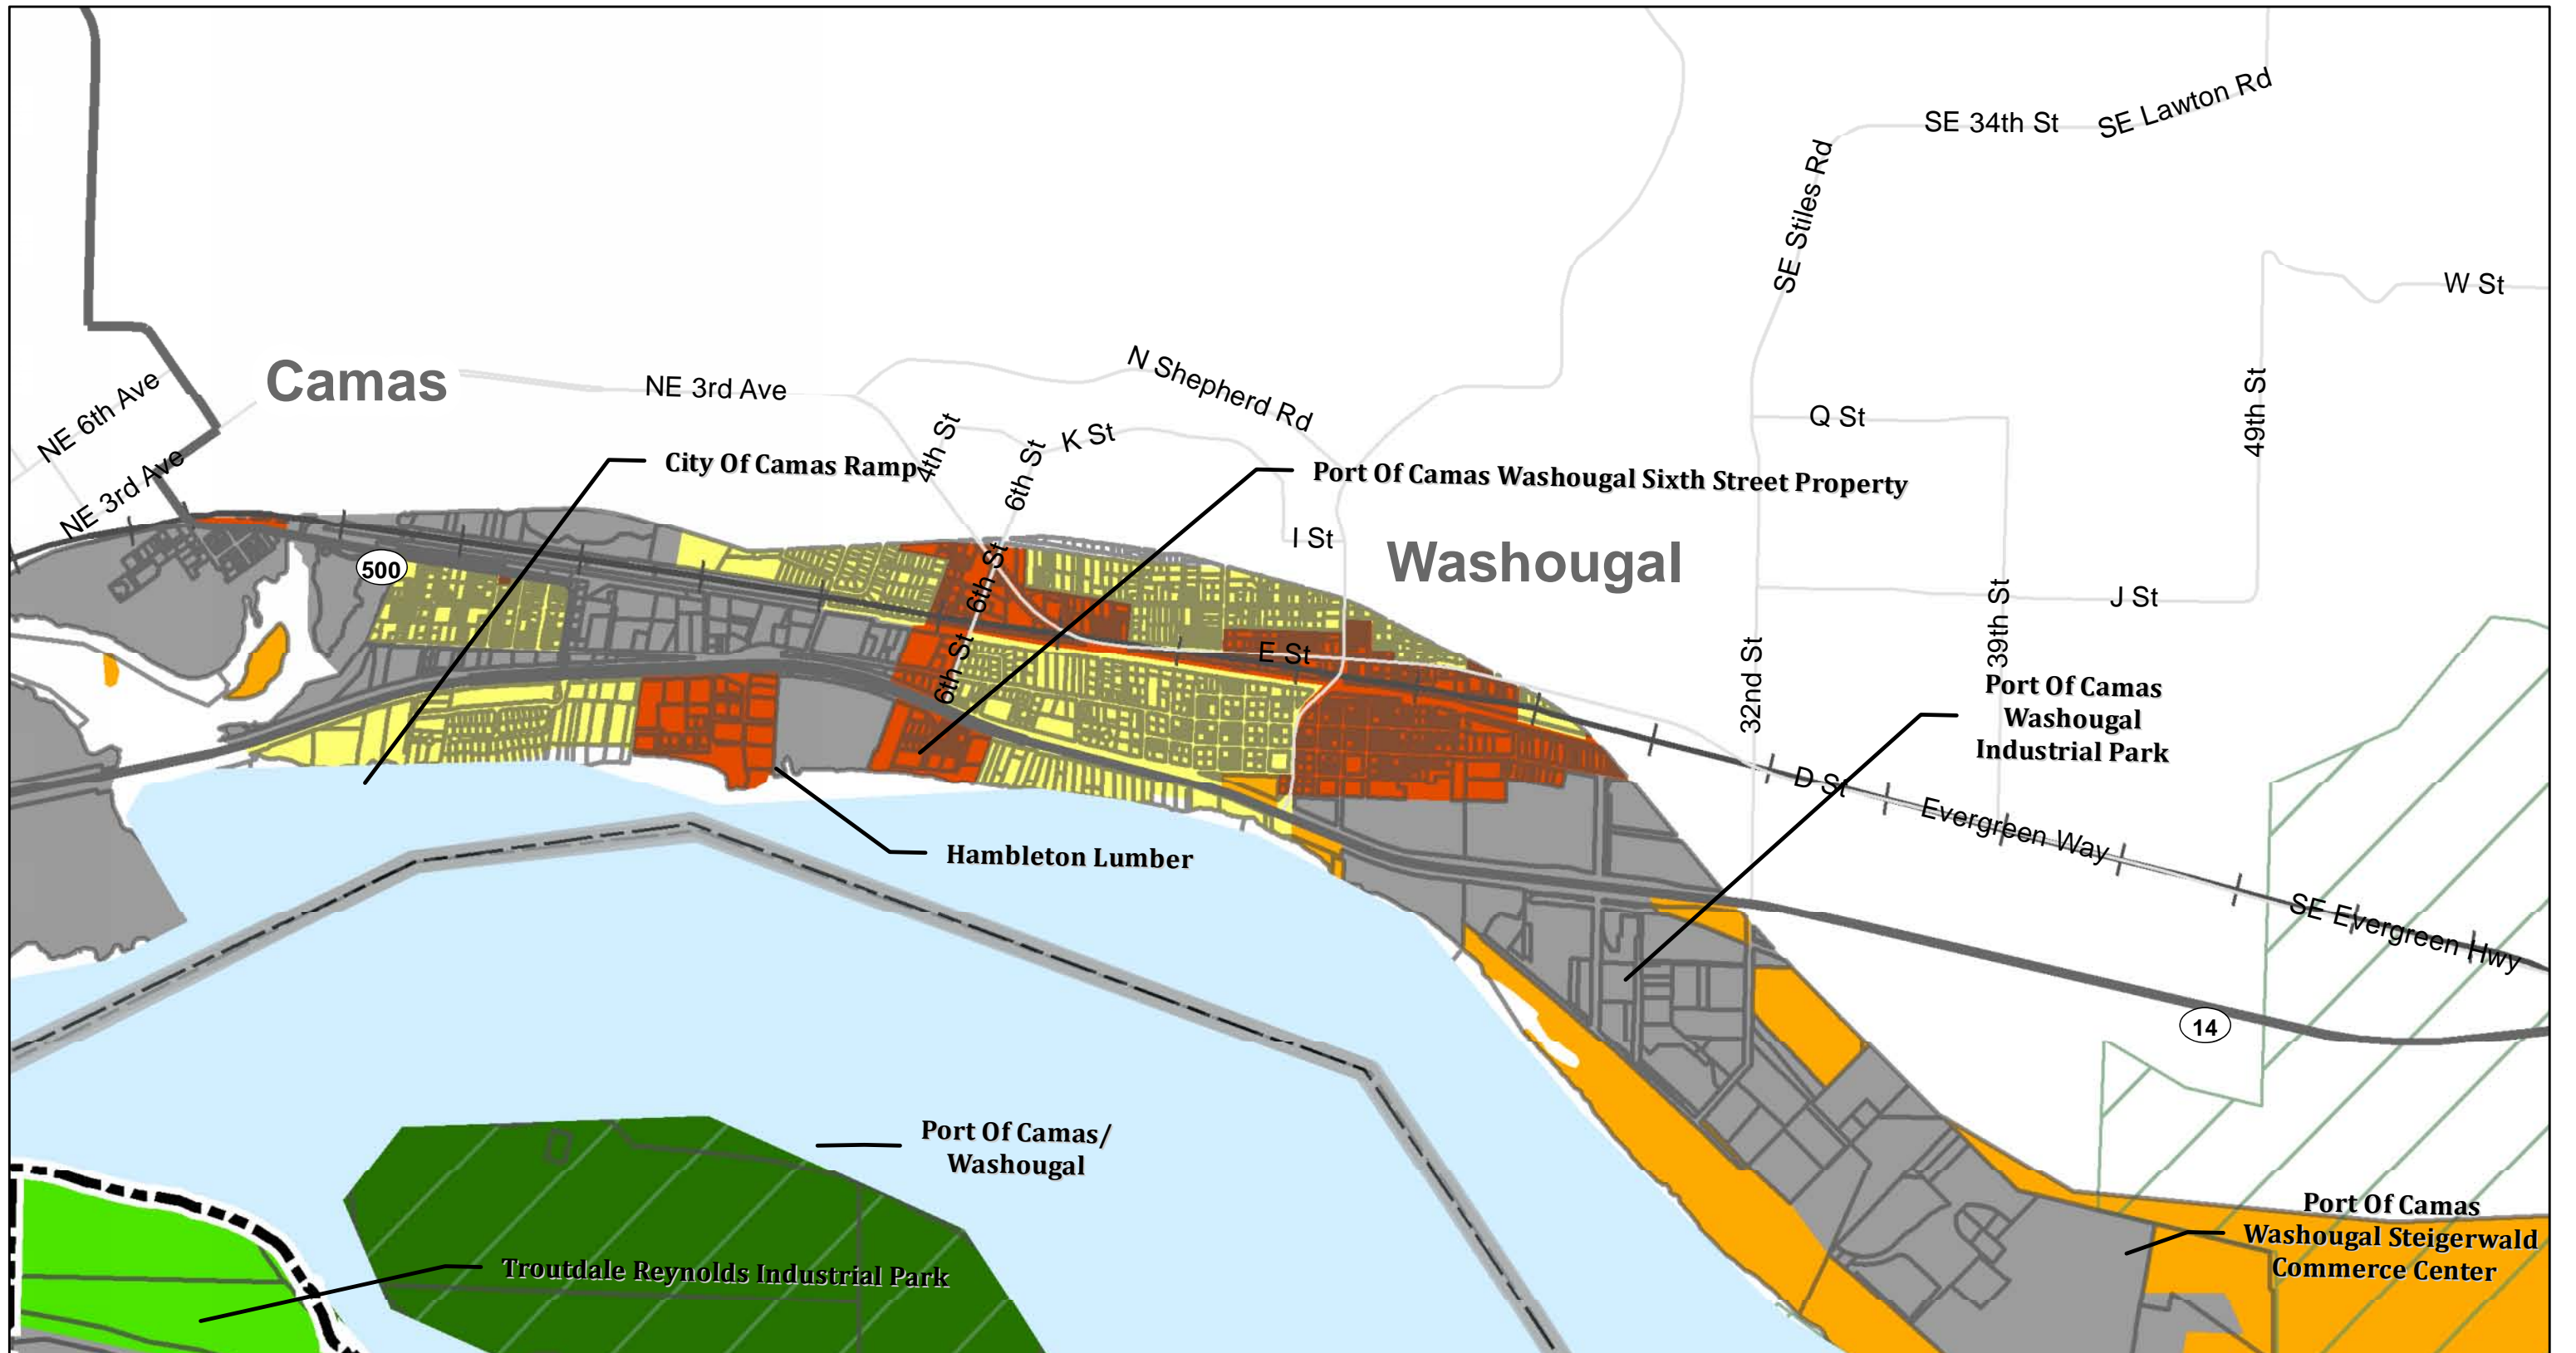 SE Lawton Rd
SE 34th St
SE Stiles Rd
W St
N Shepherd Rd
Camas
NE 3rd Ave
NE 6th Ave
49th St
Q St
4th St
K St
6th St
City Of Camas Ramp
Port Of Camas Washougal Sixth Street Property
NE 3rd Ave
I St
Washougal
500
6th St
J St
39th St
E St
6th St
32nd St
Port Of Camas
Washougal
Industrial Park
D St
Evergreen Way
Hambleton Lumber
SE Evergreen Hwy
14
Port Of Camas/
Washougal
Port Of Camas
Washougal Steigerwald
Commerce Center
Troutdale Reynolds Industrial Park